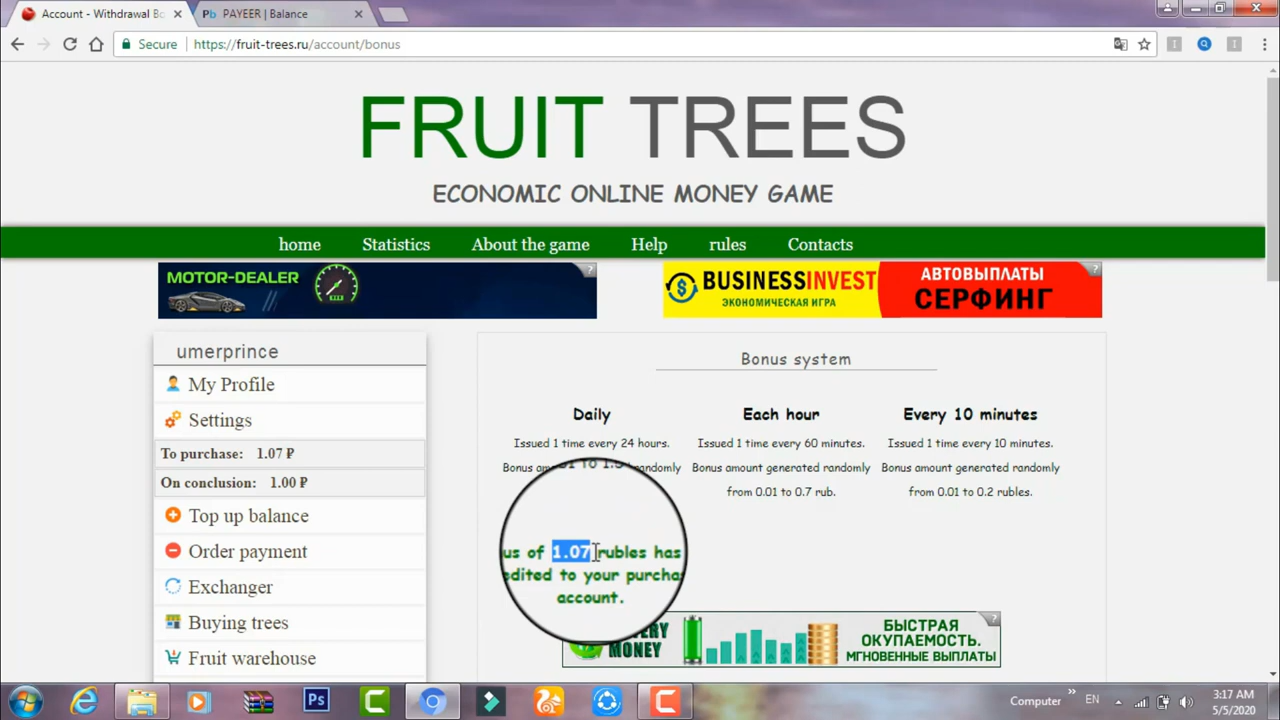 Account - Withdrawal Bo
PAYEER | Balance
Secure
https://fruit-trees.ru/account/bonus
FRUIT TREES
ECONOMIC ONLINE MONEY GAME
home
Statistics
About the game
Help
rules
Contacts
MOTOR-DEALER
BUSINESSINVEST
ЭКОНОМИЧЕСКАЯ ИГРА
АВТОВЫПЛАТЫ
СЕРФИНГ
umerprince
My Profile
Settings
To purchase: 1.07 ₽
On conclusion: 1.00 ₽
Top up balance
Order payment
Exchanger
Buying trees
Fruit warehouse
Bonus system
Daily
Issued 1 time every 24 hours.
randomly
Each hour
Issued 1 time every 60 minutes.
Bonus amount generated randomly
from 0.01 to 0.7 rub.
Every 10 minutes
Issued 1 time every 10 minutes.
Bonus amount generated randomly
from 0.01 to 0.2 rubles.
us of 1.07 rubles has
edited to your purcha
account.
MONEY
БЫСТРАЯ
ОКУПАЕМОСТЬ.
МГНОВЕННЫЕ ВЫПЛАТЫ
Computer
EN
3:17 AM
5/5/2020